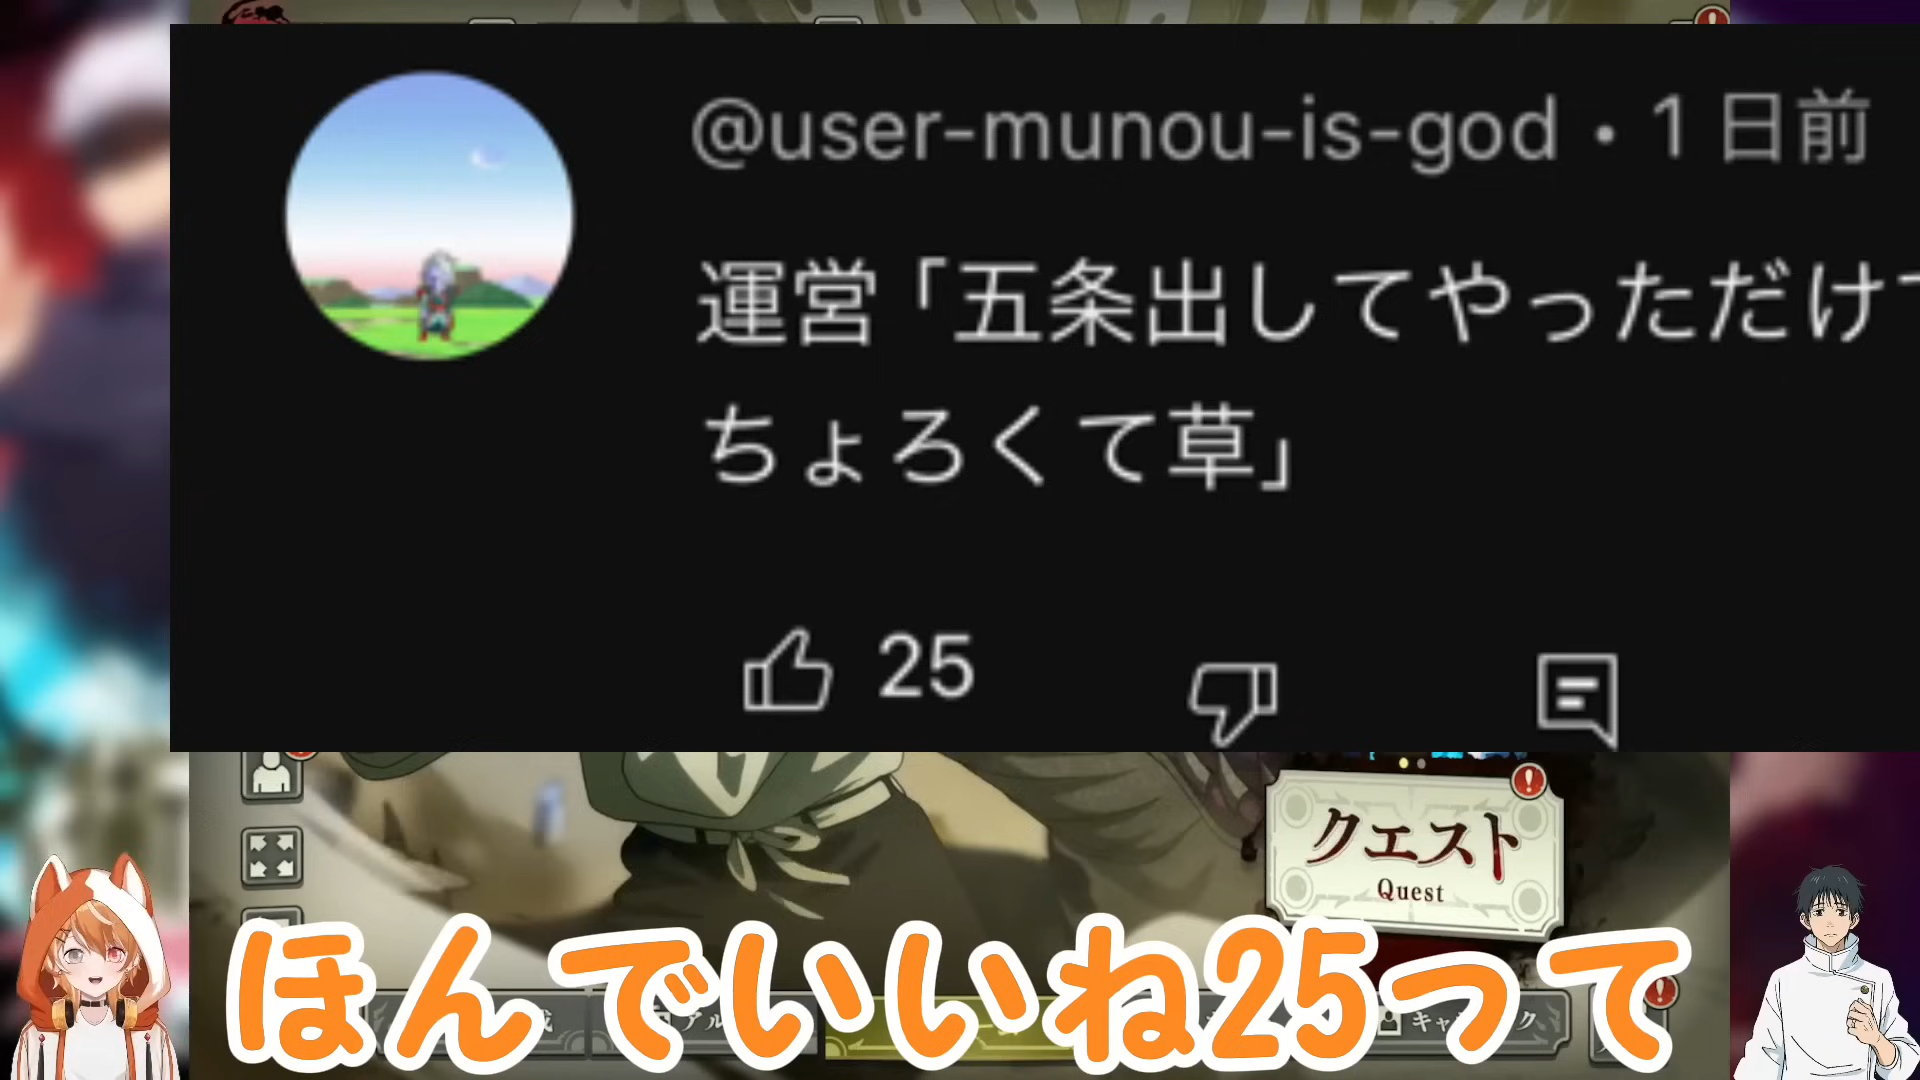 @user-munou-is-god・1日前
運営「五条出してやっただけ
ちょろくて草」
25
クエスト
Quest
ほんでいいね25って